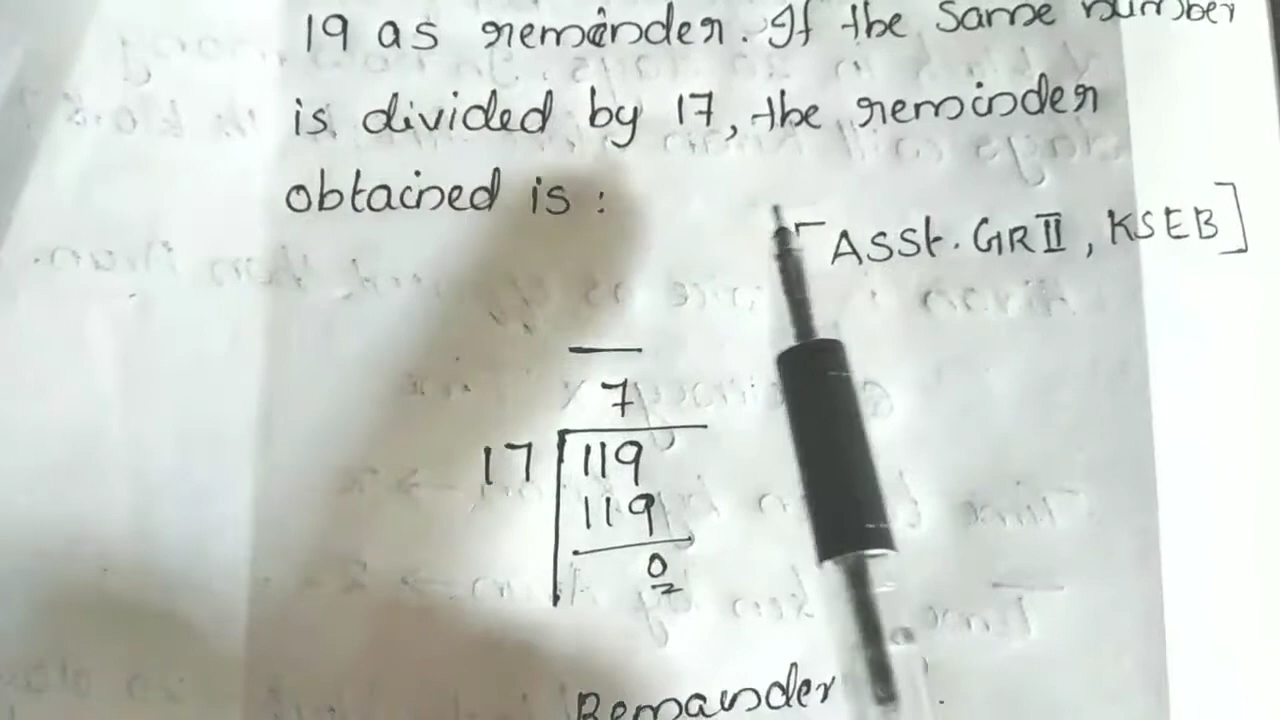 19 as remainder. If the Same number
is divided by 17, the remainder
obtained is :
[Asst. GR II, KSEB]
7
17 119
119
0
Remainder